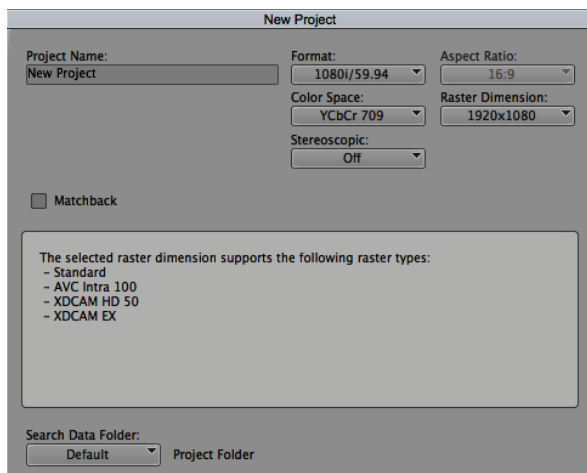 New Project
Project Name:
New Project
Format:
1080i/59.94
Aspect Ratio:
16:9
Color Space:
YCbCr 709
Raster Dimension:
1920x1080
Stereoscopic:
Off
Matchback
The selected raster dimension supports the following raster types:
- Standard
- AVC Intra 100
- XDCAM HD 50
- XDCAM EX
Search Data Folder:
Default
Project Folder